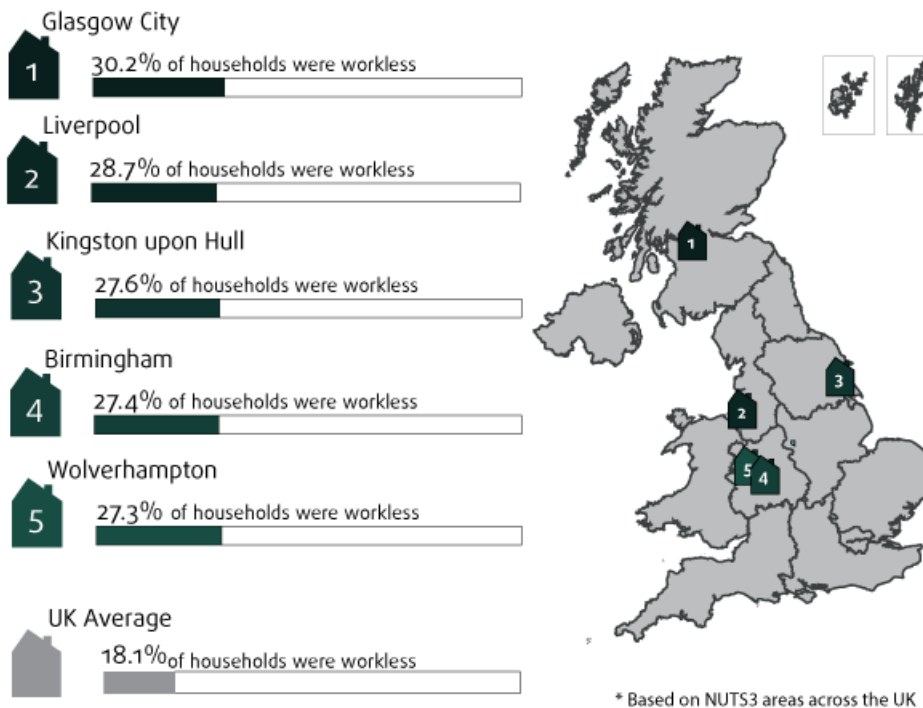 Glasgow City
1
30.2% of households were workless
Liverpool
2
28.7% of households were workless
Kingston upon Hull
3
27.6% of households were workless
Birmingham
4
27.4% of households were workless
Wolverhampton
5
27.3% of households were workless
UK Average
18.1% of households were workless
1
3
2
5
4
* Based on NUTS3 areas across the UK